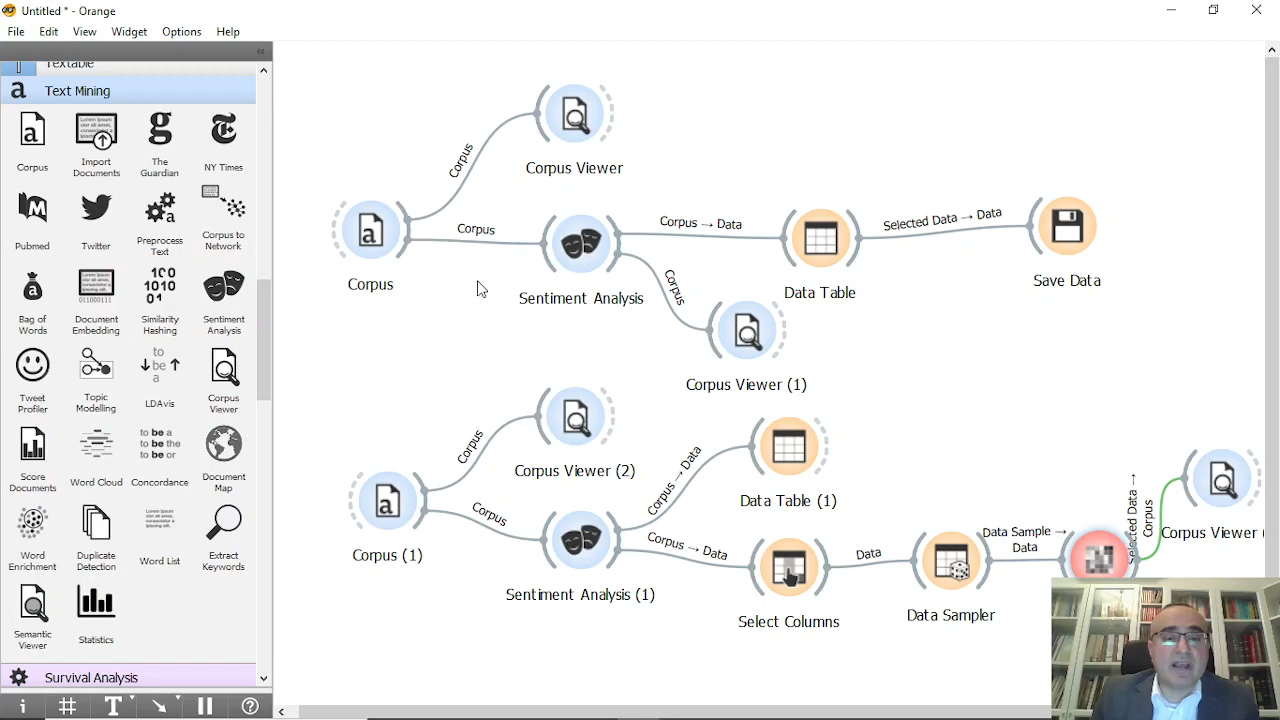 Untitled * - Orange
File Edit View Widget Options Help
Textable
a Text Mining
Corpus
Import Documents
The Guardian
NY Times
Pubmed
Twitter
Preprocess Text
Corpus to Network
Bag of Words
Document Embedding
Similarity Hashing
Sentiment Analysis
Tweet Profiler
Topic Modelling
LDAvis
Corpus Viewer
Score Documents
Word Cloud
Concordance
Document Map
Word Enrichment
Duplicate Detection
Word List
Extract Keywords
Semantic Viewer
Statistics
Survival Analysis
Corpus
Corpus Viewer
Corpus
Corpus
Sentiment Analysis
Corpus → Data
Data Table
Selected Data → Data
Save Data
Corpus
Corpus Viewer (1)
Corpus (1)
Corpus
Corpus Viewer (2)
Corpus
Sentiment Analysis (1)
Corpus → Data
Data Table (1)
Corpus → Data
Select Columns
Data
Data Sampler
Data Sample →
Data
Selected Data →
Corpus
Corpus Viewer (